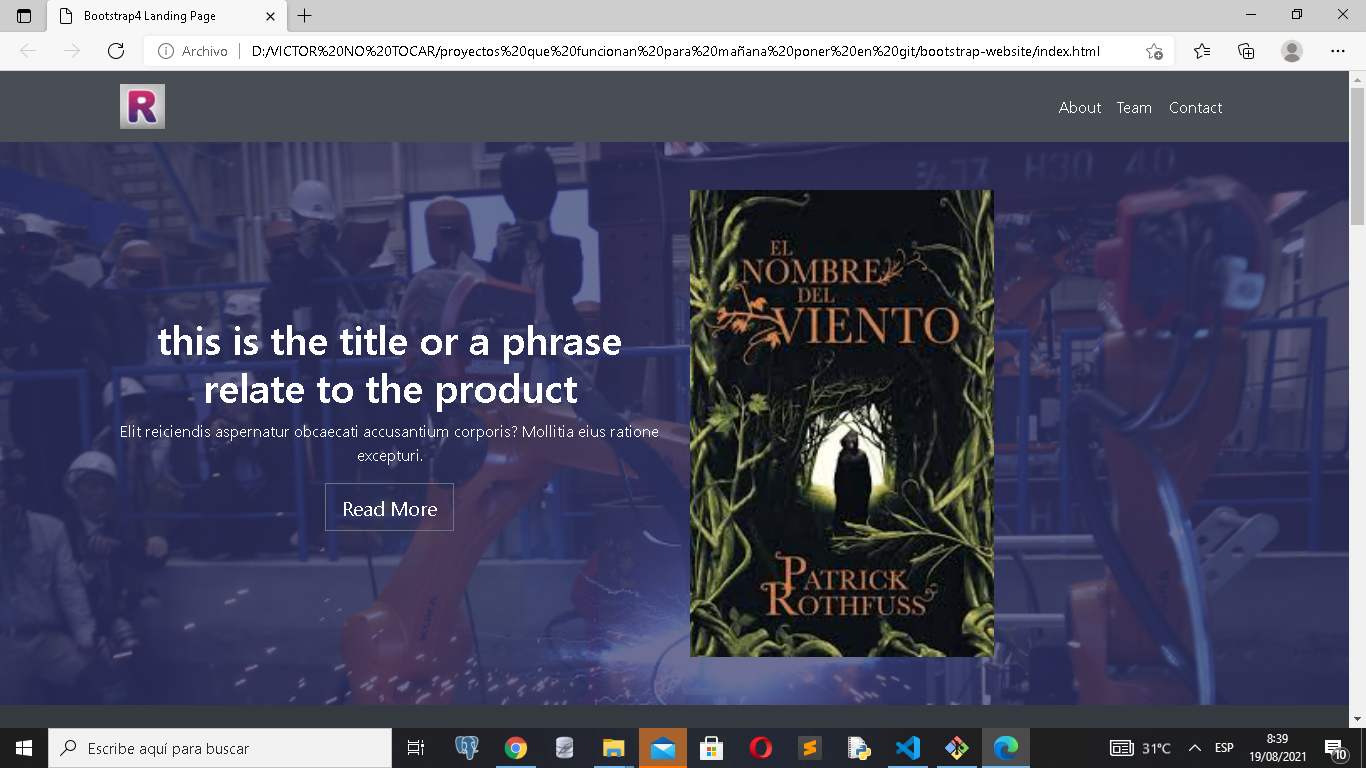 Bootstrap4 Landing Page
Archivo
D:/VICTOR%20NO%20TOCAR/proyectos%20que%20funcionan%20para%20mañana%20poner%20en%20git/bootstrap-website/index.html
R
About Team Contact
H30 40
EL
NOMBRE
DEL
VIENTO
this is the title or a phrase
relate to the product
Elit reiciendis aspernatur obcaecati accusantium corporis? Mollitia eius ratione
excepturi.
Read More
PATRICK
ROTHFUSS
KUKA
Escribe aquí para buscar
31°C
ESP
8:39
19/08/2021
10